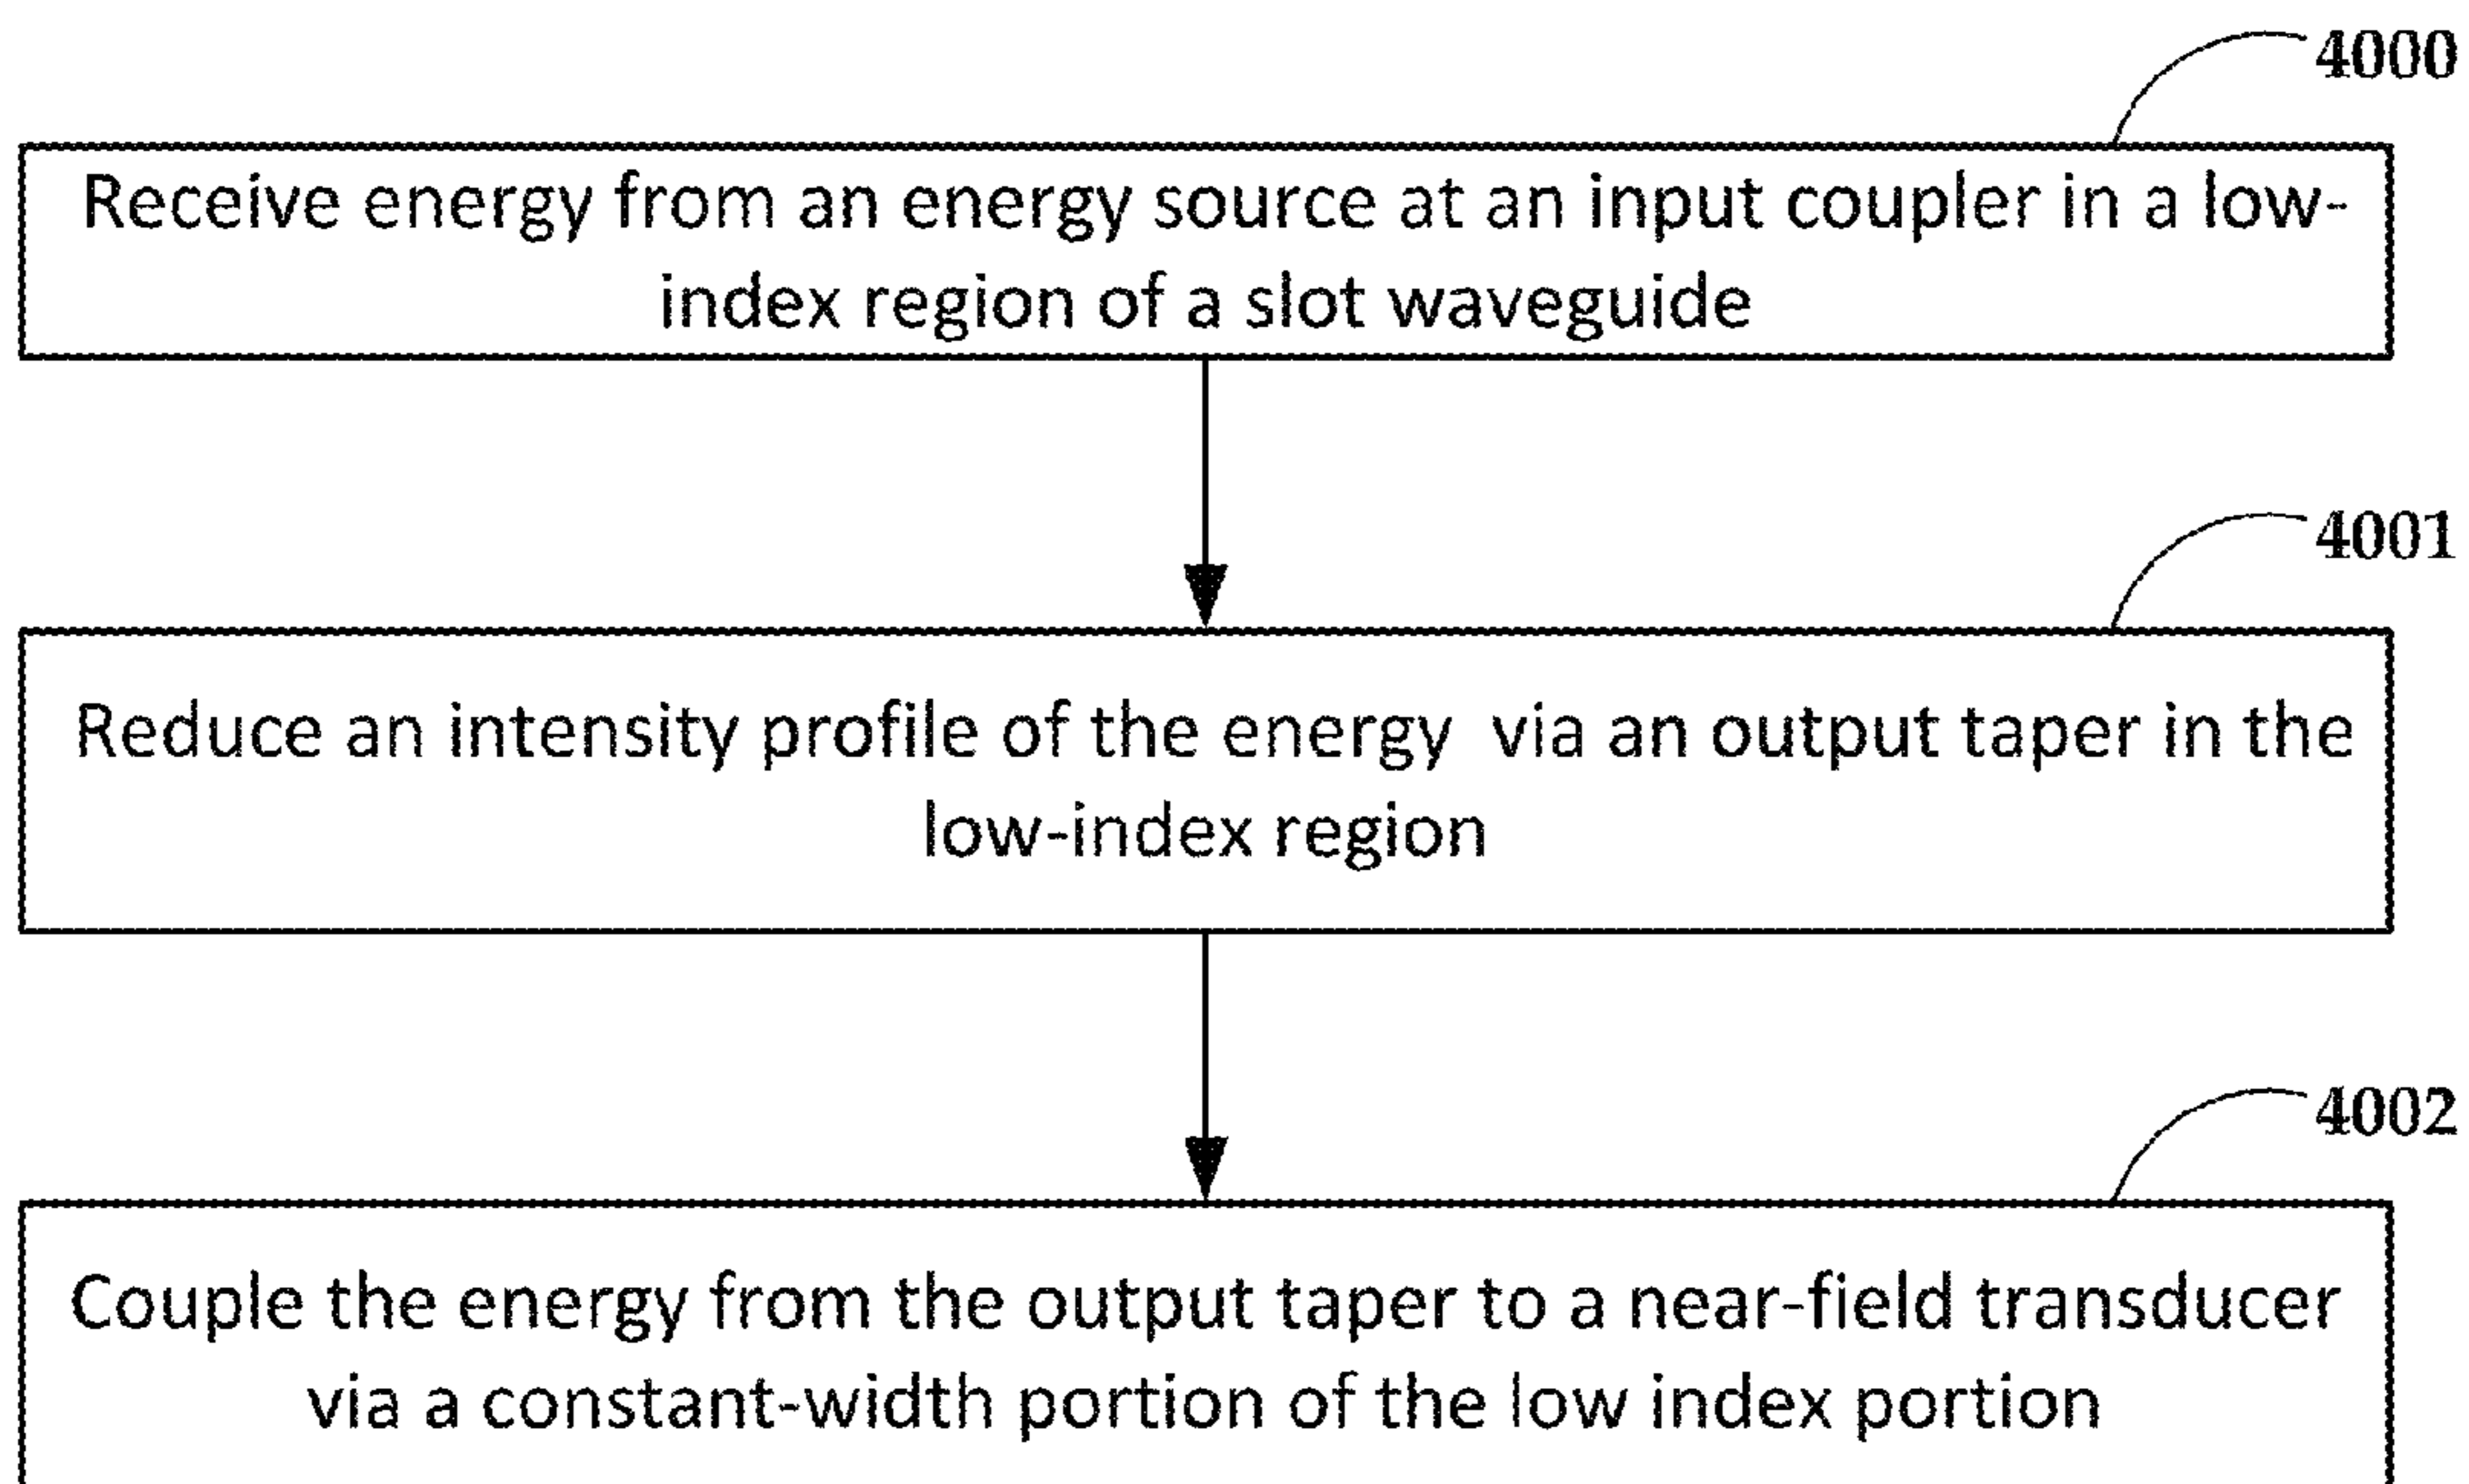 4000
Receive energy from an energy source at an input coupler in a low-
index region of a slot waveguide
4001
Reduce an intensity profile of the energy via an output taper in the
low-index region
4002
Couple the energy from the output taper to a near-field transducer
via a constant-width portion of the low index portion